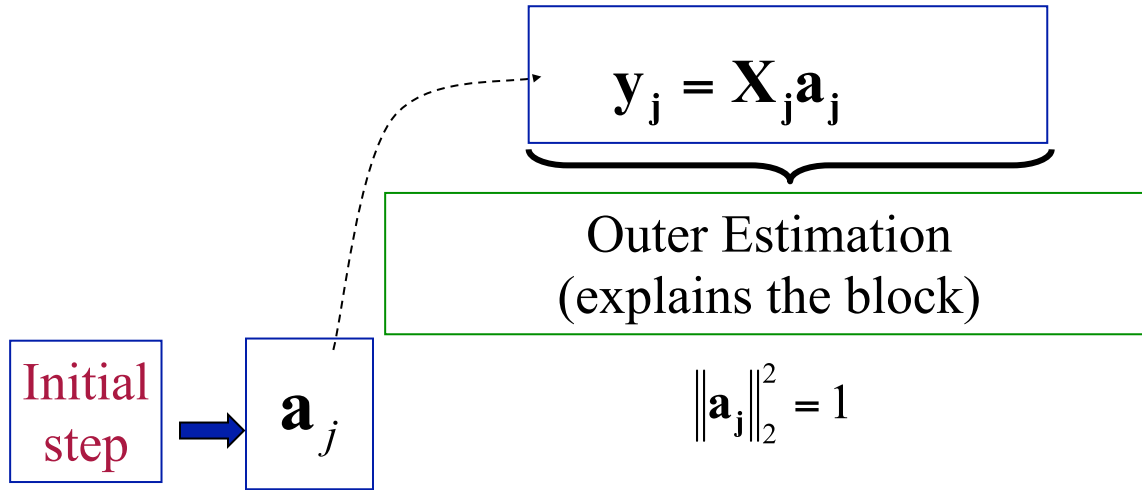 y_j = X_j a_j
Outer Estimation
(explains the block)
Initial
step
a_j
‖a_j‖₂² = 1